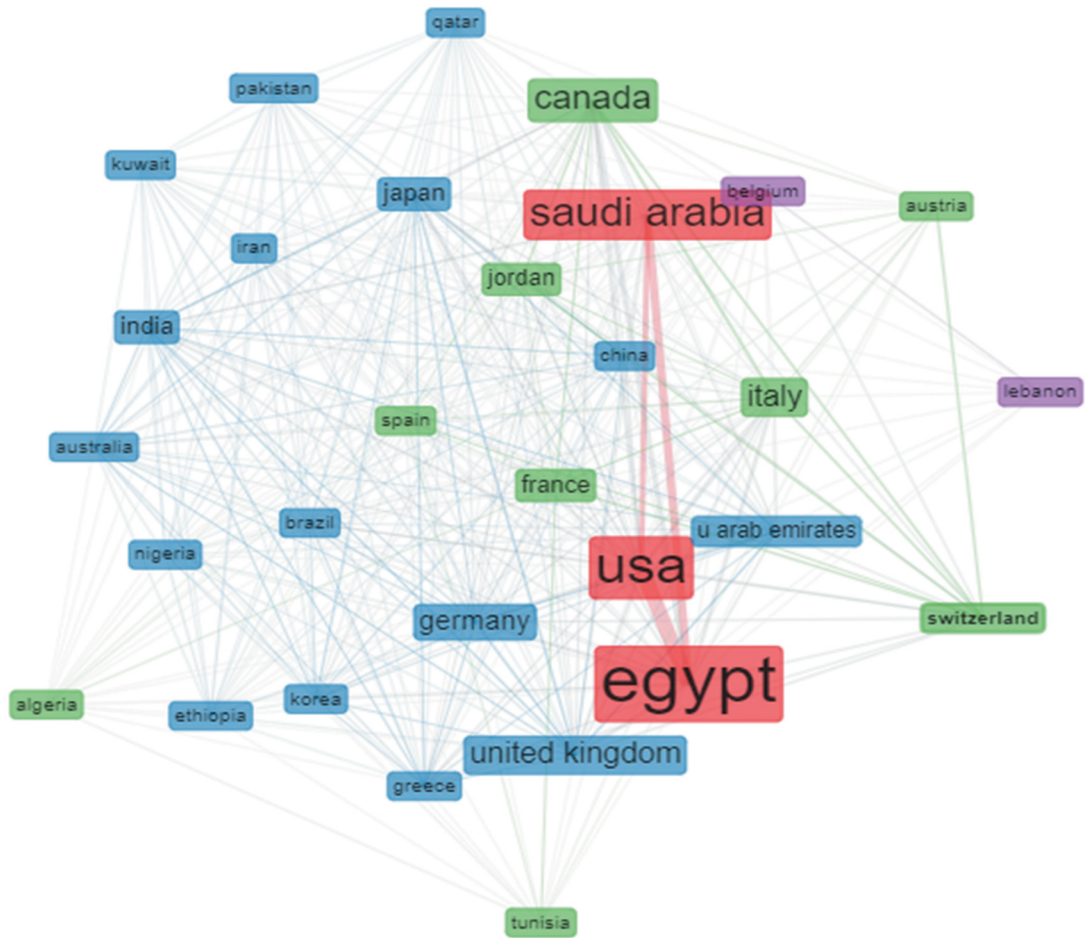 qatar
pakistan
canada
kuwait
japan
belgium
saudi arabia
austria
iran
jordan
india
china
italy
lebanon
spain
australia
france
brazil
u arab emirates
nigeria
usa
germany
switzerland
egypt
korea
algeria
ethiopia
united kingdom
greece
tunisia